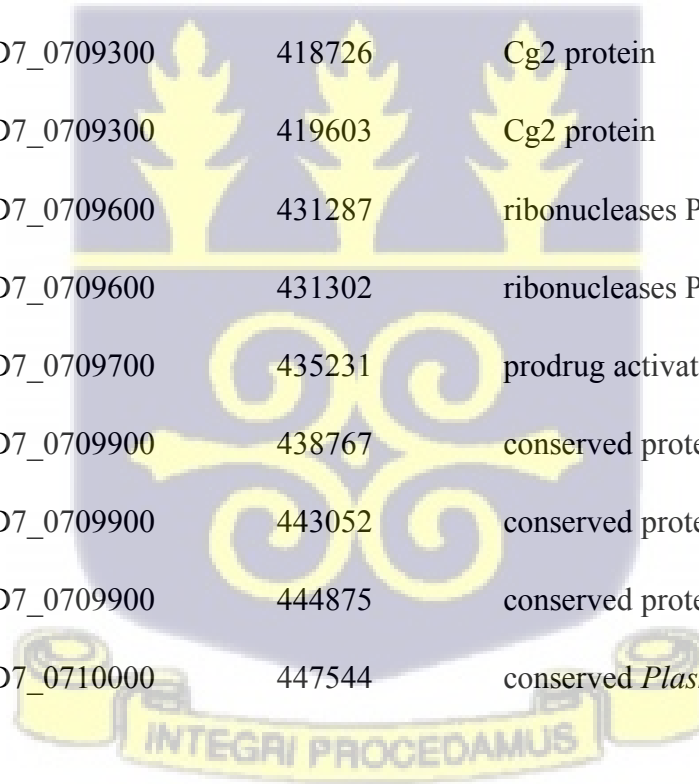 D7_0709300 418726 Cg2 protein
D7_0709300 419603 Cg2 protein
D7_0709600 431287 ribonucleases P
D7_0709600 431302 ribonucleases P
D7_0709700 435231 prodrug activat
D7_0709900 438767 conserved prote
D7_0709900 443052 conserved prote
D7_0709900 444875 conserved prote
D7_0710000 447544 conserved Plas
INTEGRI PROCEDAMUS